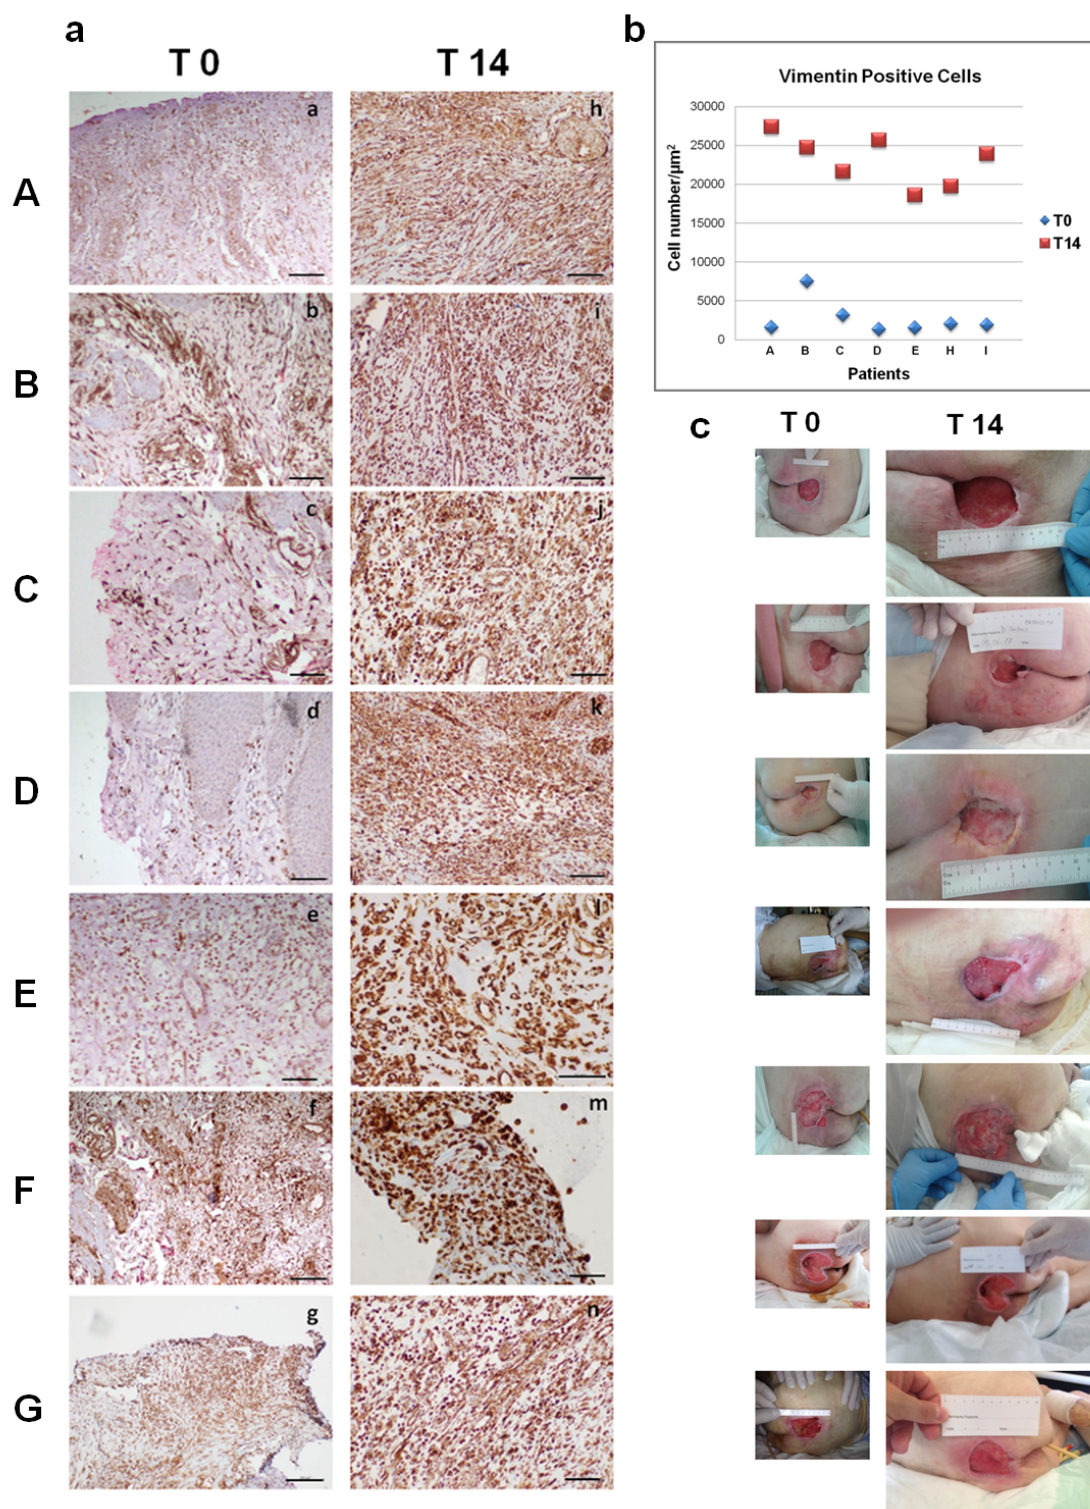 a
T 0
T 14
A
a
h
B
b
i
C
c
j
D
d
k
E
e
l
F
f
m
G
g
n
b
Vimentin Positive Cells
Cell number/µm²
30000
25000
20000
15000
10000
5000
0
A B C D E H I
Patients
T0
T14
c
T 0
T 14